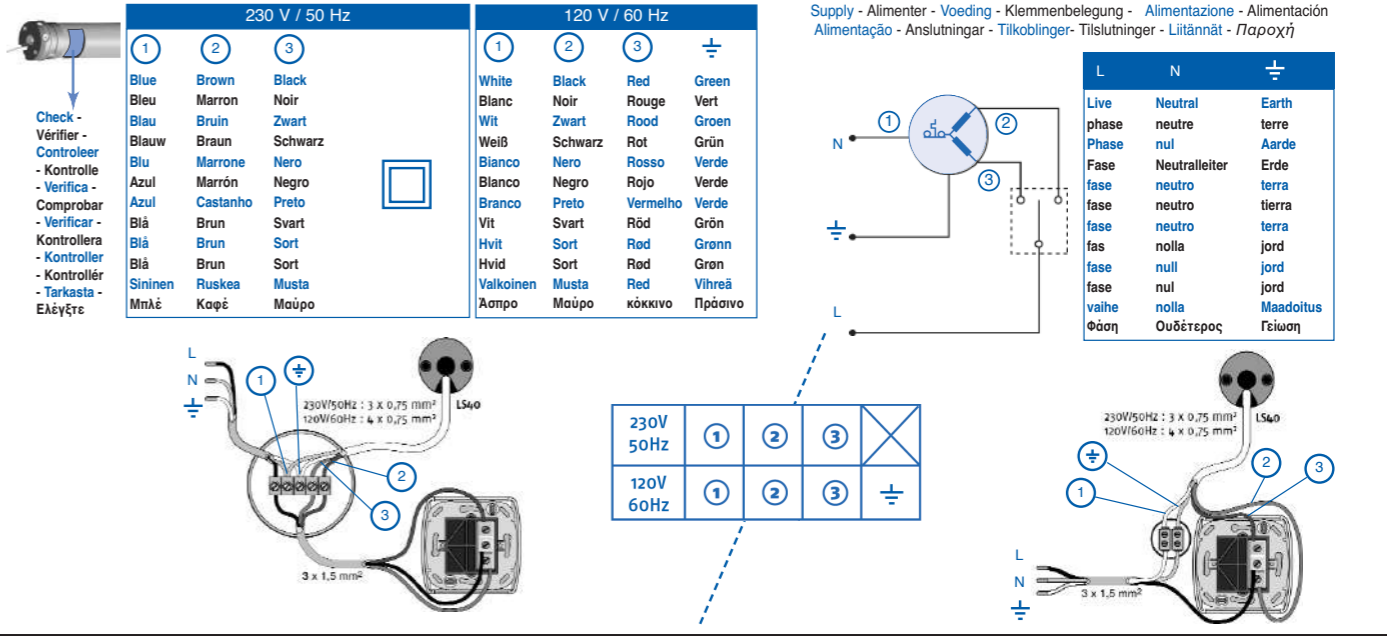 230 V / 50 Hz
1 2 3
Blue Brown Black
Bleu Marron Noir
Blau Bruin Zwart
Blauw Braun Schwarz
Blu Marrone Nero
Azul Marrón Negro
Azul Castanho Preto
Blå Brun Svart
Blå Brun Sort
Blå Brun Sort
Sininen Ruskea Musta
Μπλέ Καφέ Μαύρο
120 V / 60 Hz
1 2 3
White Black Red Green
Blanc Noir Rouge Vert
Wit Zwart Rood Groen
Weiß Schwarz Rot Grün
Bianco Nero Rosso Verde
Blanco Negro Rojo Verde
Branco Preto Vermelho Verde
Vit Svart Röd Grön
Hvit Sort Rød Grønn
Hvid Sort Rød Grøn
Valkoinen Musta Red Vihreä
Άσπρο Μαύρο κόκκινο Πράσινο
Check -
Vérifier -
Controleer
- Kontrolle
- Verifica -
Comprobar
- Verificar -
Kontrollera
- Kontroller
- Kontrollér
- Tarkasta -
Ελέγξτε
Supply - Alimenter - Voeding - Klemmenbelegung - Alimentazione - Alimentación
Alimentação - Anslutningar - Tilkoblinger- Tilslutninger - Liitännät - Παροχή
N
L
1
2
3
L N
Live Neutral Earth
phase neutre terre
Phase nul Aarde
Fase Neutralleiter Erde
fase neutro terra
fase neutro tierra
fase neutro terra
fas nolla jord
fase null jord
fase nul jord
vaihe nolla Maadoitus
Φάση Ουδέτερος Γείωση
L
N
1
230V/50Hz : 3 x 0,75 mm²
120V/60Hz : 4 x 0,75 mm²
LS40
2
3
3 x 1,5 mm²
230V
50Hz
1 2 3
120V
60Hz
1 2 3
230V/50Hz : 3 x 0,75 mm²
120V/60Hz : 4 x 0,75 mm²
LS40
1
2
3
L
N
3 x 1,5 mm²